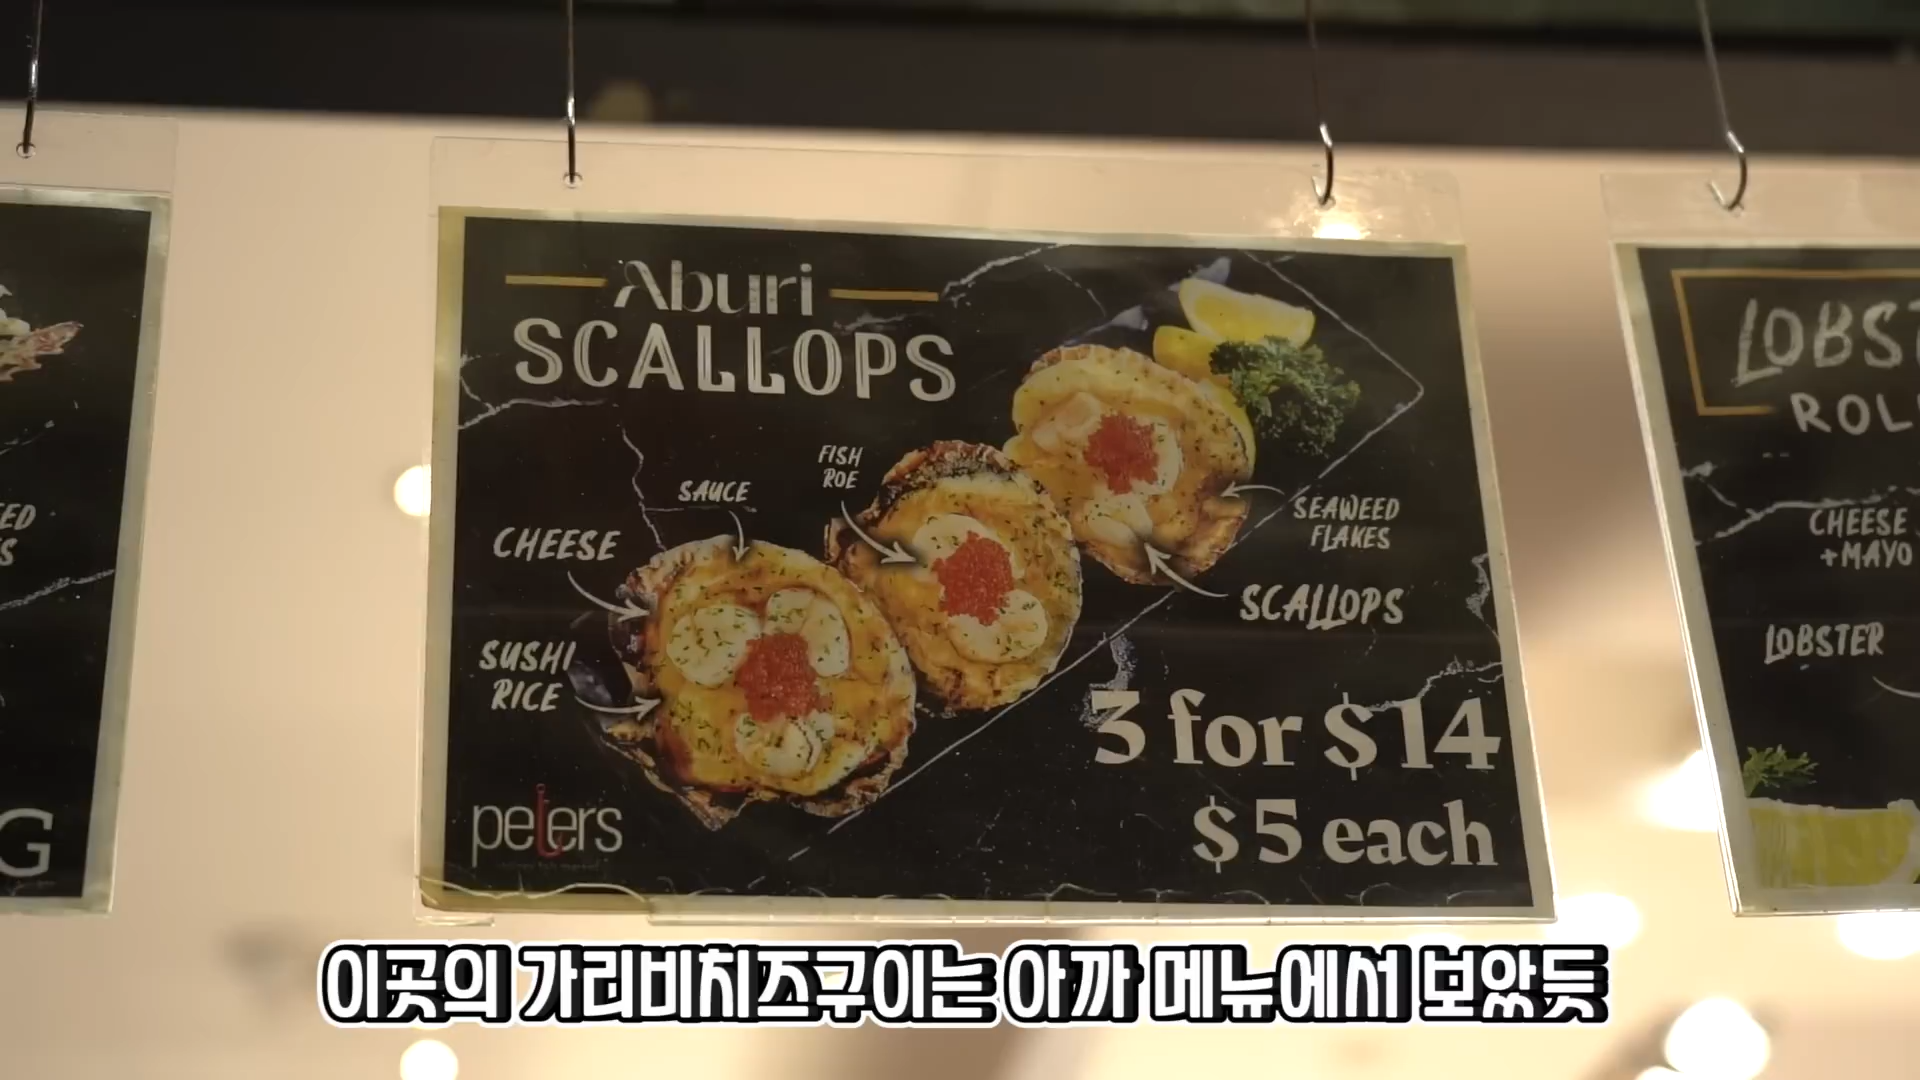 Aburi
SCALLOPS
FISH
ROE
SAUCE
CHEESE
SUSHI
RICE
SEAWEED
FLAKES
SCALLOPS
3 for $14
$5 each
peters
G
ROL
CHEESE
+MAYO
LOBSTER
이곳의 가리비치즈구이는 아까 메뉴에서 보았듯